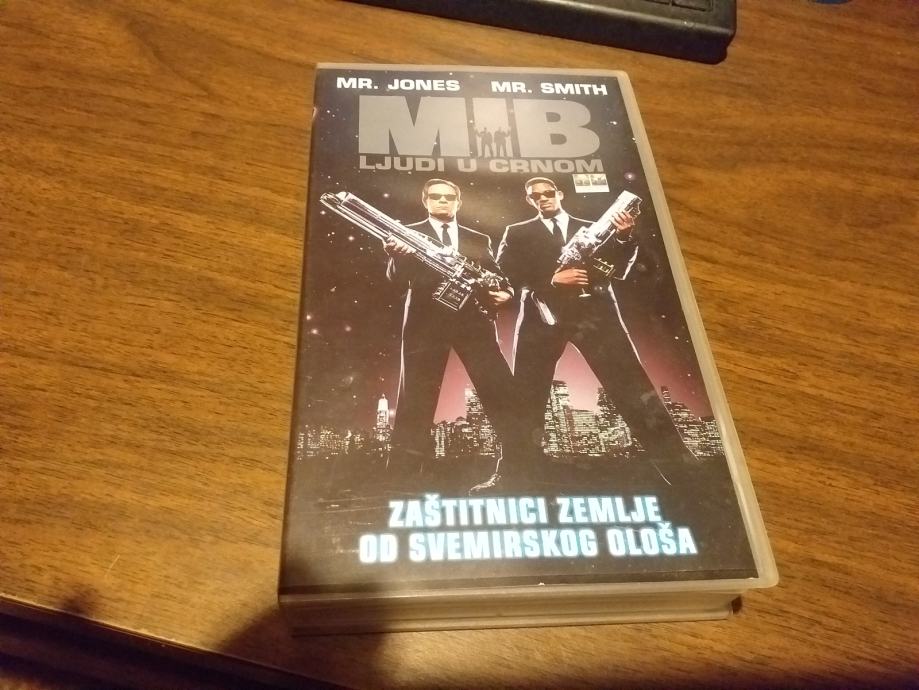 MR. JONES MR. SMITH
MIB
LJUDI U CRNOM
ZAŠTITNICI ZEMLJE
OD SVEMIRSKOG OLOŠA